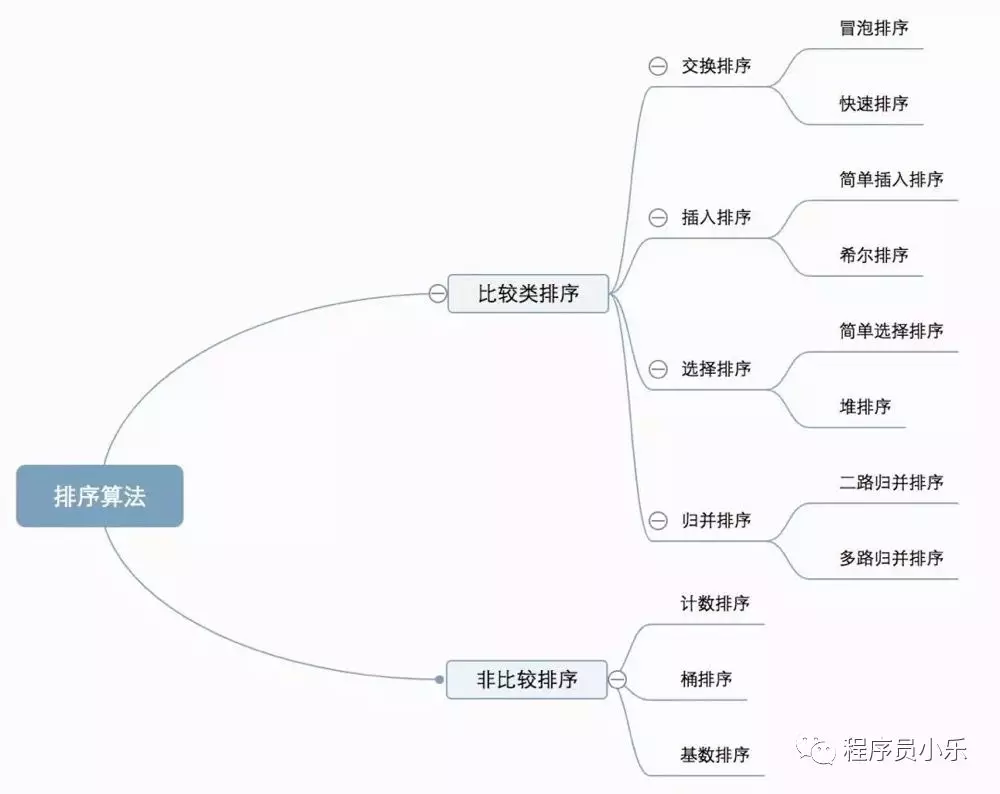 冒泡排序
交换排序
快速排序
简单插入排序
插入排序
希尔排序
比较类排序
简单选择排序
选择排序
堆排序
排序算法
二路归并排序
归并排序
多路归并排序
计数排序
非比较排序
桶排序
基数排序
程序员小乐